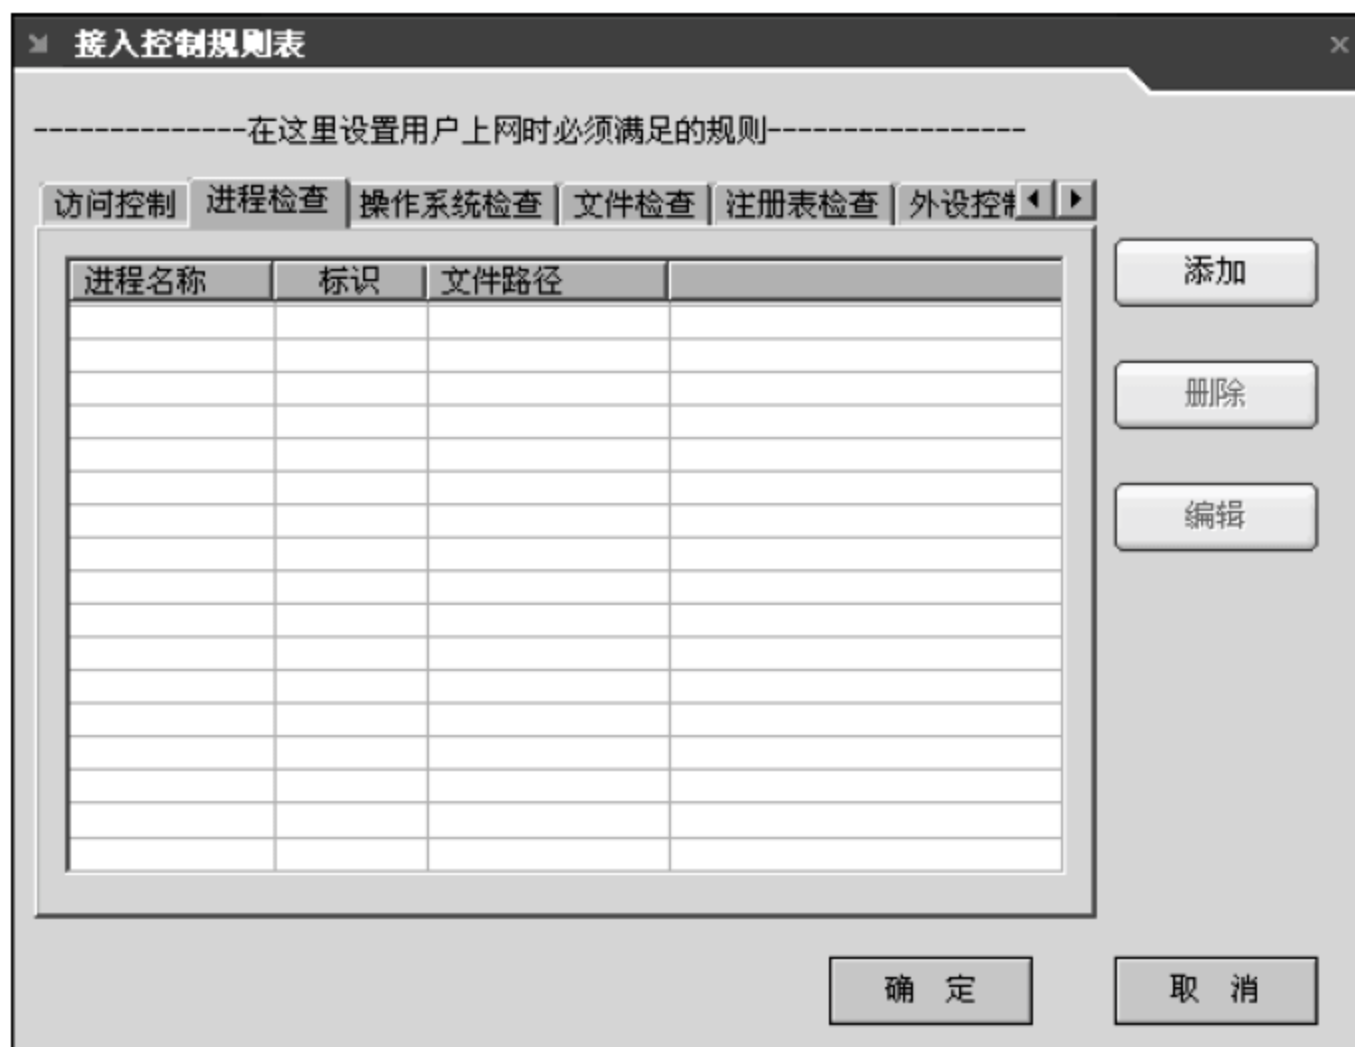 接入控制规则表
--------------在这里设置用户上网时必须满足的规则-----------------
访问控制 进程检查 操作系统检查 文件检查 注册表检查 外设控制
进程名称 标识 文件路径
添加
删除
编辑
确 定 取 消